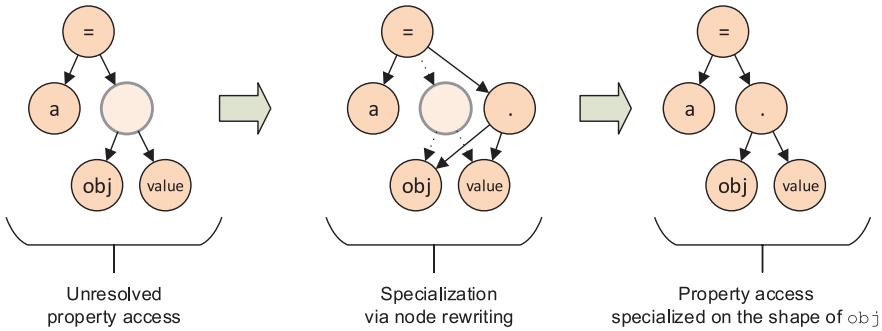 =
a
obj
value
Unresolved
property access
=
a
.
obj
value
Specialization
via node rewriting
=
a
.
obj
value
Property access
specialized on the shape of obj